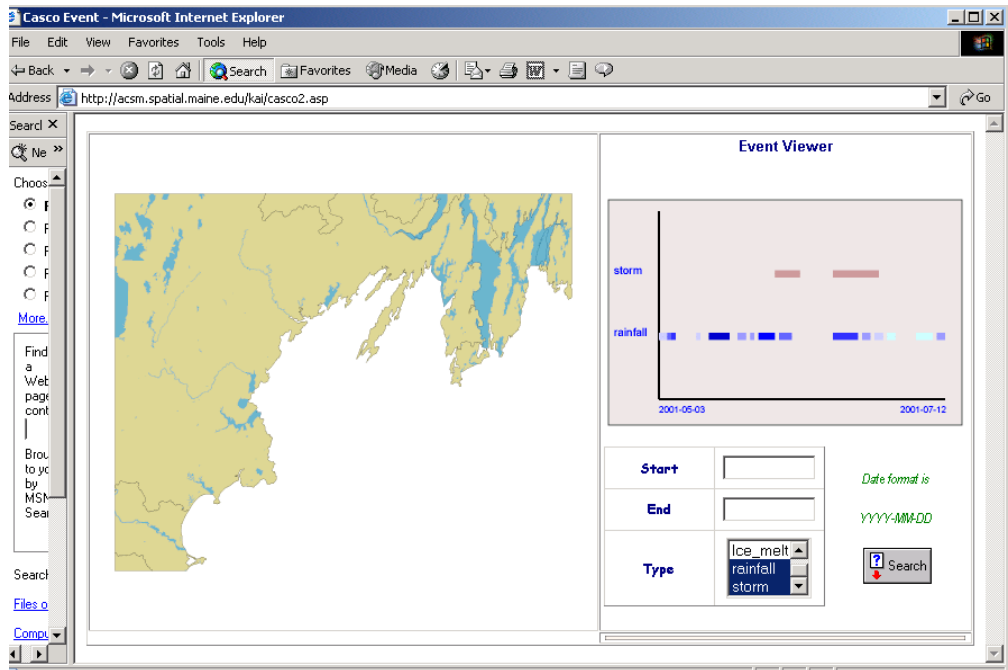 Casco Event - Microsoft Internet Explorer
File Edit View Favorites Tools Help
Back Search Favorites Media
Address http://acsm.spatial.maine.edu/kai/casco2.asp Go
Searcl
Ne »
Choos
More.
Find
a
Web
page
cont
Brou
to yo
by
MSN
Sear
Search
Files o
Compu
Event Viewer
storm
rainfall
2001-05-03 2001-07-12
Start
End
Type
Ice_melt
rainfall
storm
Date format is
YYYY-MM-DD
Search